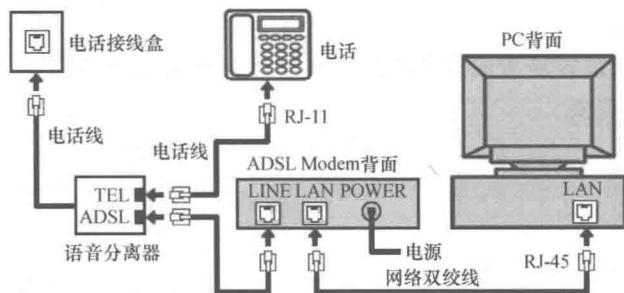 电话接线盒
电话
PC背面
RJ-11
电话线
电话线
ADSL Modem背面
TEL
ADSL
LINE LAN POWER
LAN
语音分离器
电源
网络双绞线
RJ-45